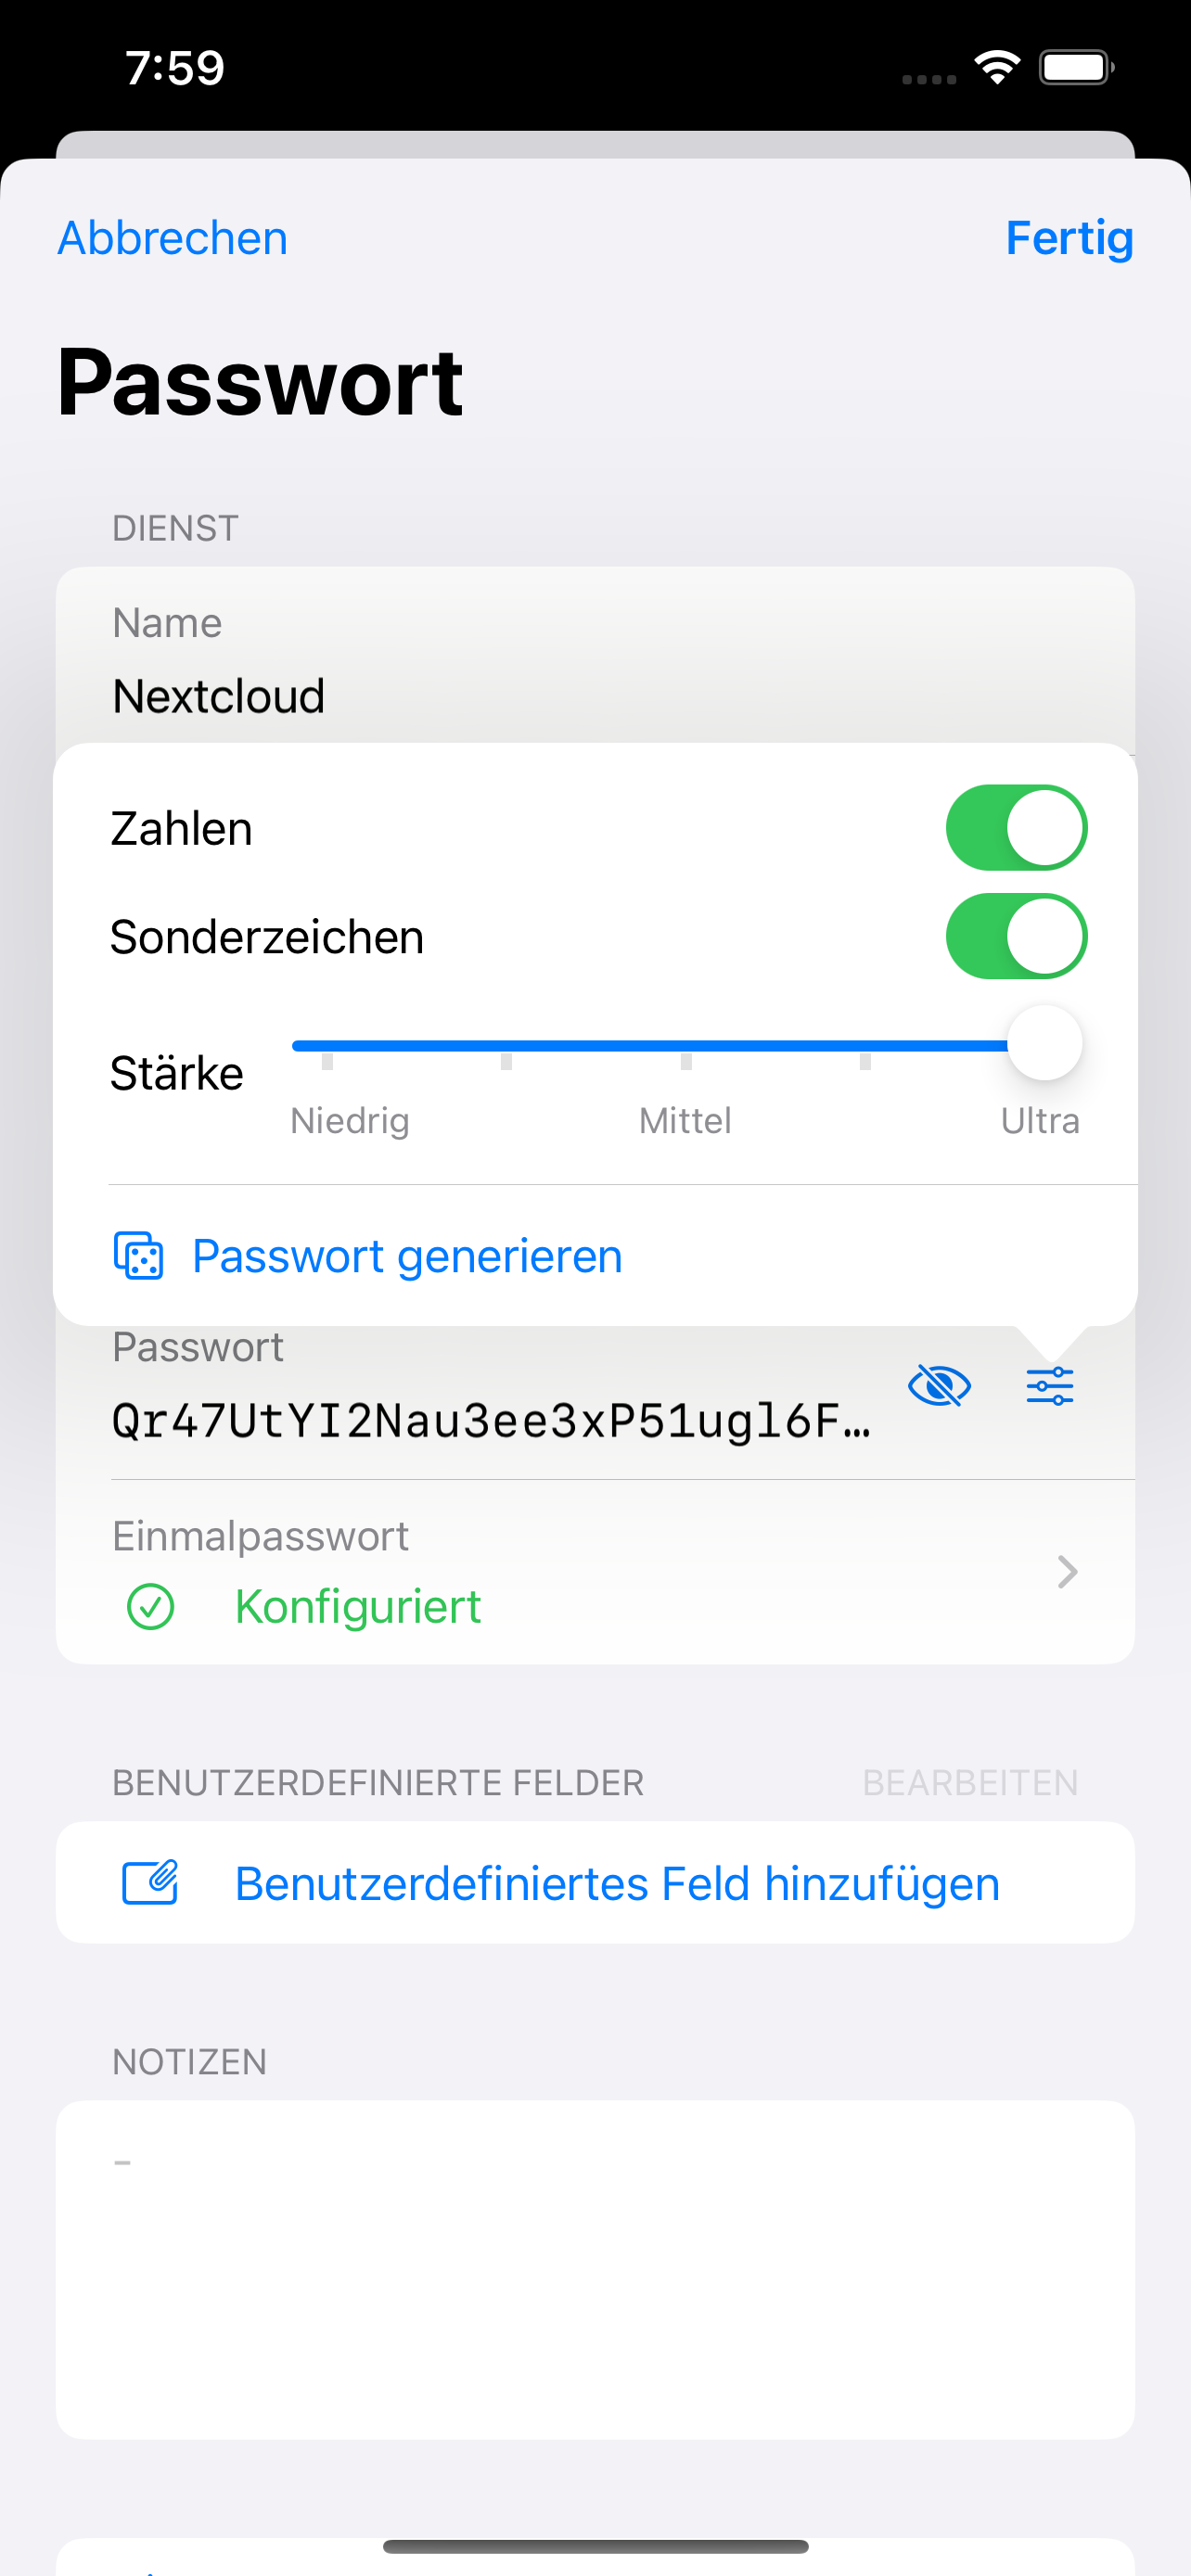 7:59
Abbrechen
Fertig
Passwort
DIENST
Name
Nextcloud
Zahlen
Sonderzeichen
Stärke
Niedrig
Mittel
Ultra
Passwort generieren
Passwort
Qr47UtYI2Nau3ee3xP51ugl6F…
Einmalpasswort
Konfiguriert
BENUTZERDEFINIERTE FELDER
BEARBEITEN
Benutzerdefiniertes Feld hinzufügen
NOTIZEN
-